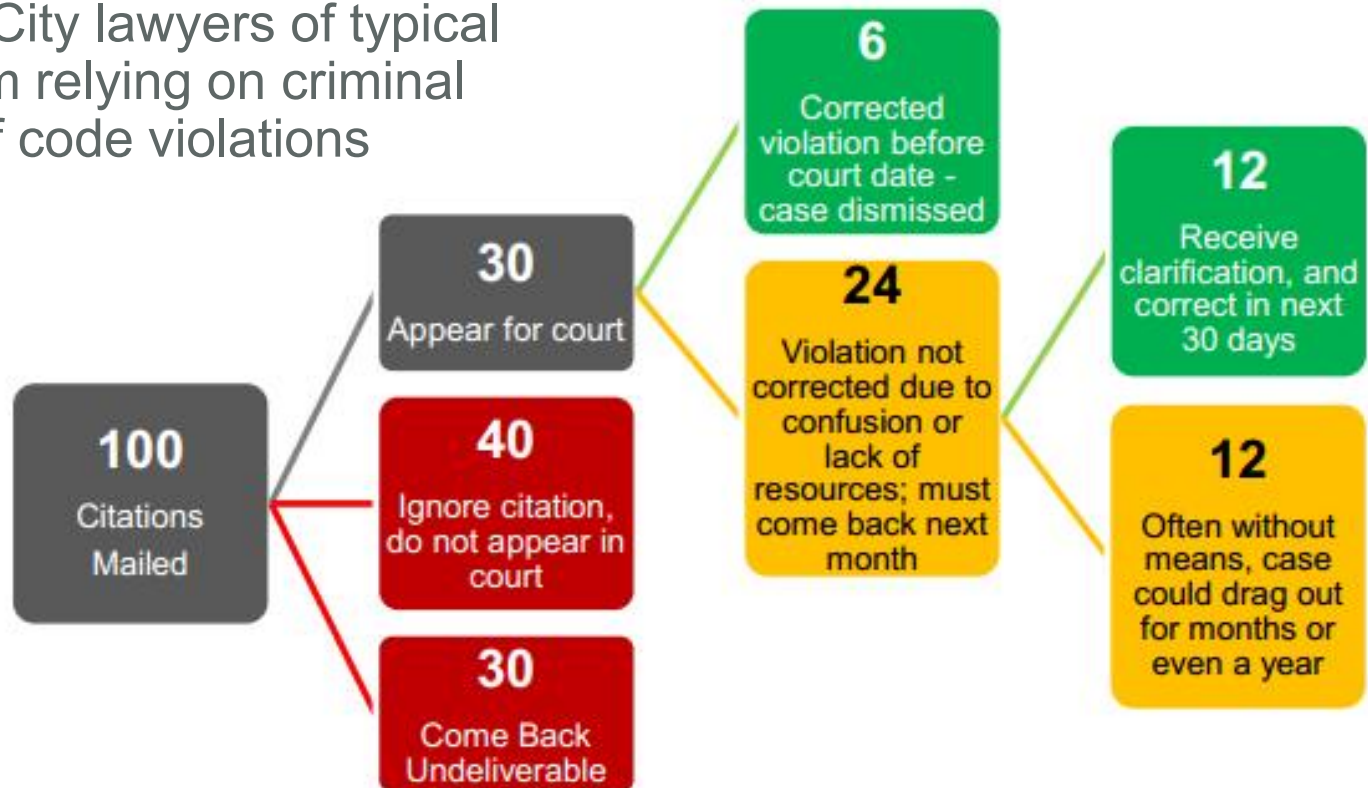 City lawyers of typical
relying on criminal
code violations
100
Citations
Mailed
30
Appear for court
40
Ignore citation,
do not appear in
court
30
Come Back
Undeliverable
6
Corrected
violation before
court date -
case dismissed
24
Violation not
corrected due to
confusion or
lack of
resources; must
come back next
month
12
Receive
clarification, and
correct in next
30 days
12
Often without
means, case
could drag out
for months or
even a year